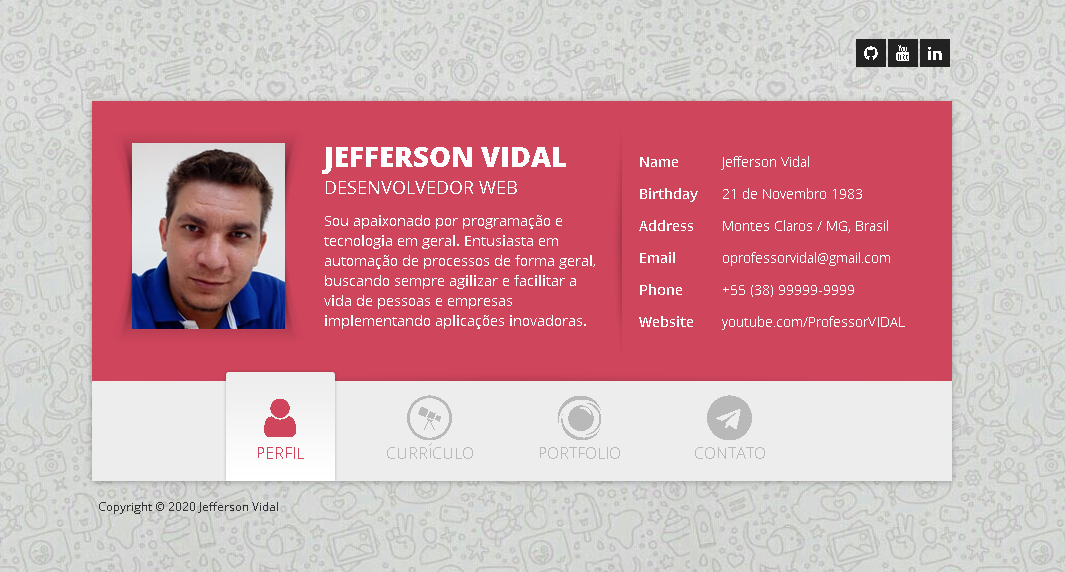 You Tube
in
JEFFERSON VIDAL
DESENVOLVEDOR WEB
Sou apaixonado por programação e
tecnologia em geral. Entusiasta em
automação de processos de forma geral,
buscando sempre agilizar e facilitar a
vida de pessoas e empresas
implementando aplicações inovadoras.
Name Jefferson Vidal
Birthday 21 de Novembro 1983
Address Montes Claros / MG, Brasil
Email oprofessorvidal@gmail.com
Phone +55 (38) 99999-9999
Website youtube.com/ProfessorVIDAL
PERFIL
CURRÍCULO
PORTFOLIO
CONTATO
Copyright © 2020 Jefferson Vidal